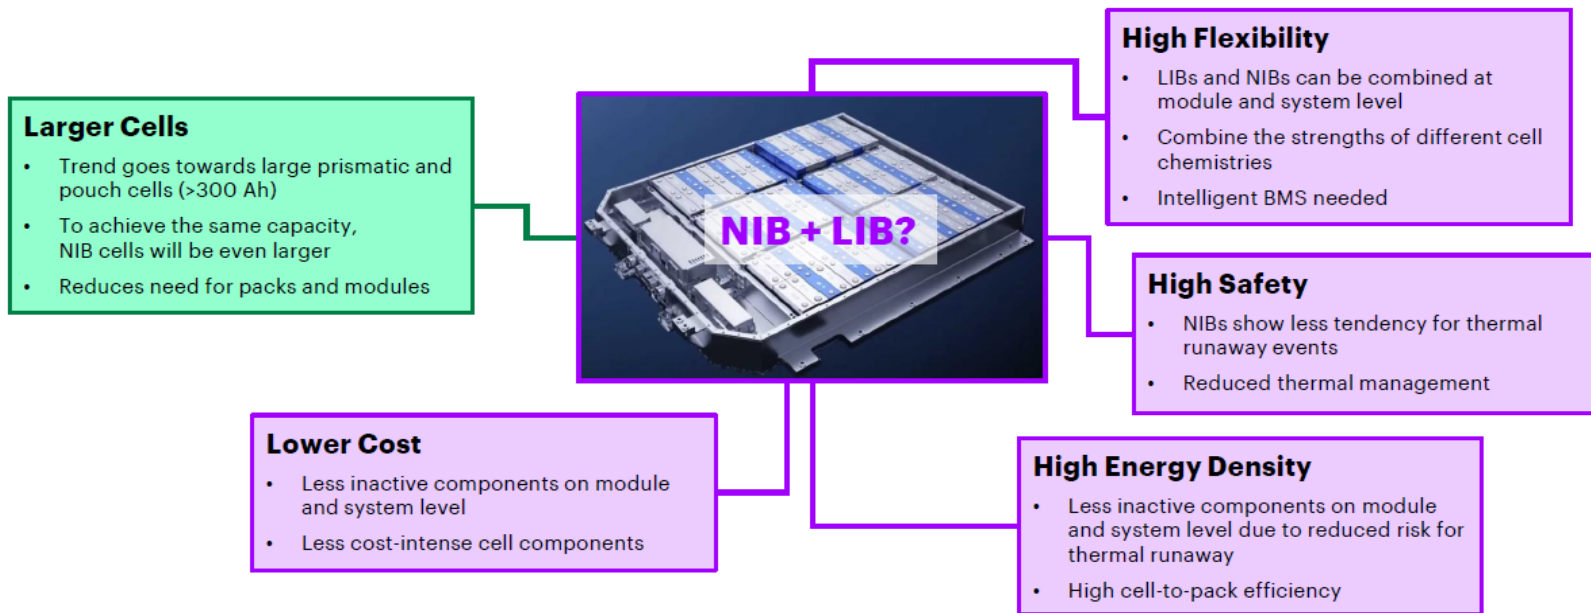 High Flexibility
• LIBs and NIBs can be combined at
module and system level
• Combine the strengths of different cell
chemistries
• Intelligent BMS needed
Larger Cells
• Trend goes towards large prismatic and
pouch cells (>300 Ah)
• To achieve the same capacity,
NIB cells will be even larger
• Reduces need for packs and modules
NIB + LIB?
High Safety
• NIBs show less tendency for thermal
runaway events
• Reduced thermal management
Lower Cost
• Less inactive components on module
and system level
• Less cost-intense cell components
High Energy Density
• Less inactive components on module
and system level due to reduced risk for
thermal runaway
• High cell-to-pack efficiency